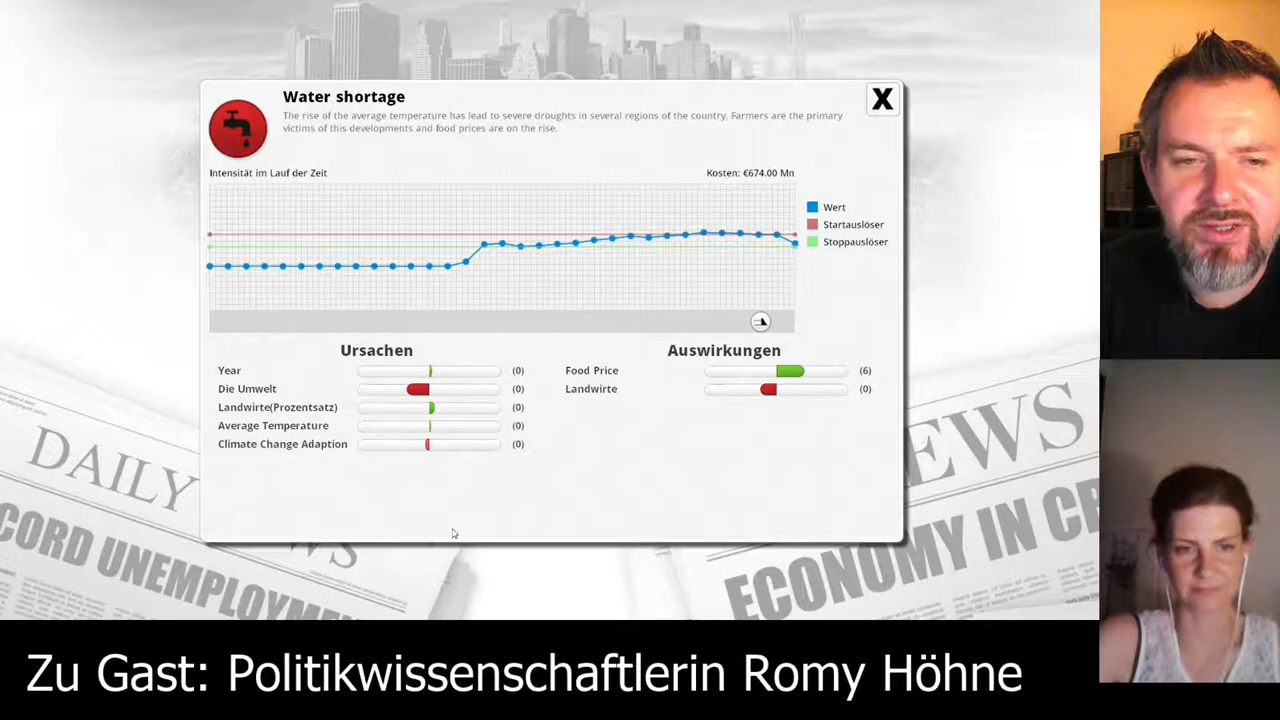 Water shortage
The rise of the average temperature has lead to severe droughts in several regions of the country. Farmers are the primary
victims of this developments and food prices are on the rise.
X
Intensität im Lauf der Zeit
Kosten: €674.00 Mn
Wert
Startauslöser
Stoppauslöser
Ursachen
Year (0)
Die Umwelt (0)
Landwirte(Prozentsatz) (0)
Average Temperature (0)
Climate Change Adaption (0)
Auswirkungen
Food Price (6)
Landwirte (0)
DAILY
NEWS
CORD UNEMPLOYME
WS
ECONOMY IN CR
Zu Gast: Politikwissenschaftlerin Romy Höhne